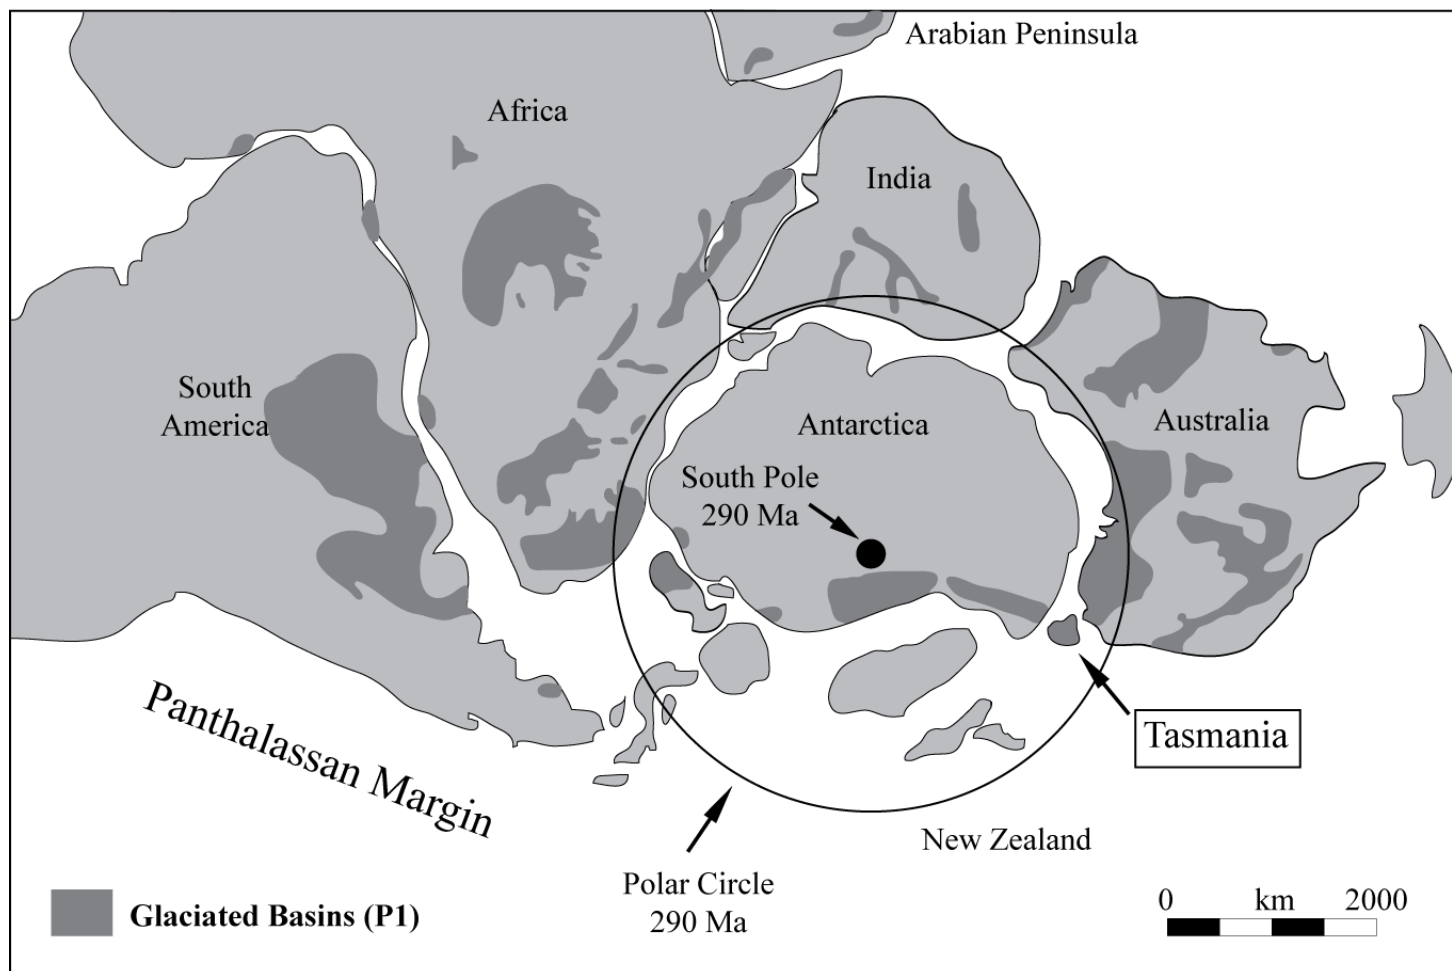 Arabian Peninsula
Africa
India
South
America
Antarctica
Australia
South Pole
290 Ma
Tasmania
Panthalassan Margin
New Zealand
Polar Circle
290 Ma
Glaciated Basins (P1)
0 km 2000